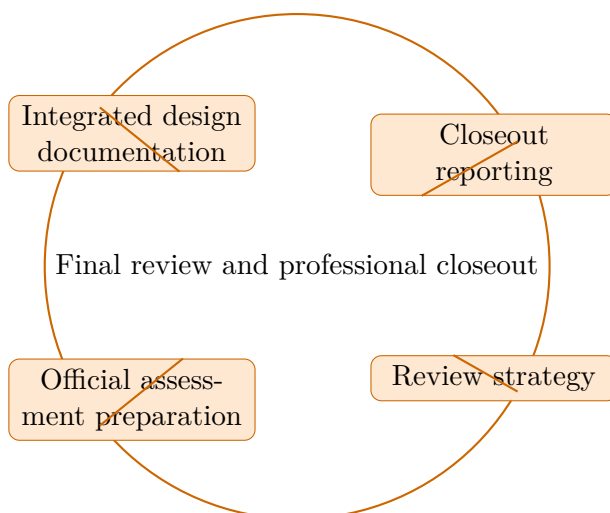 Integrated design
documentation
Closeout
reporting
Final review and professional closeout
Official assess-
ment preparation
Review strategy